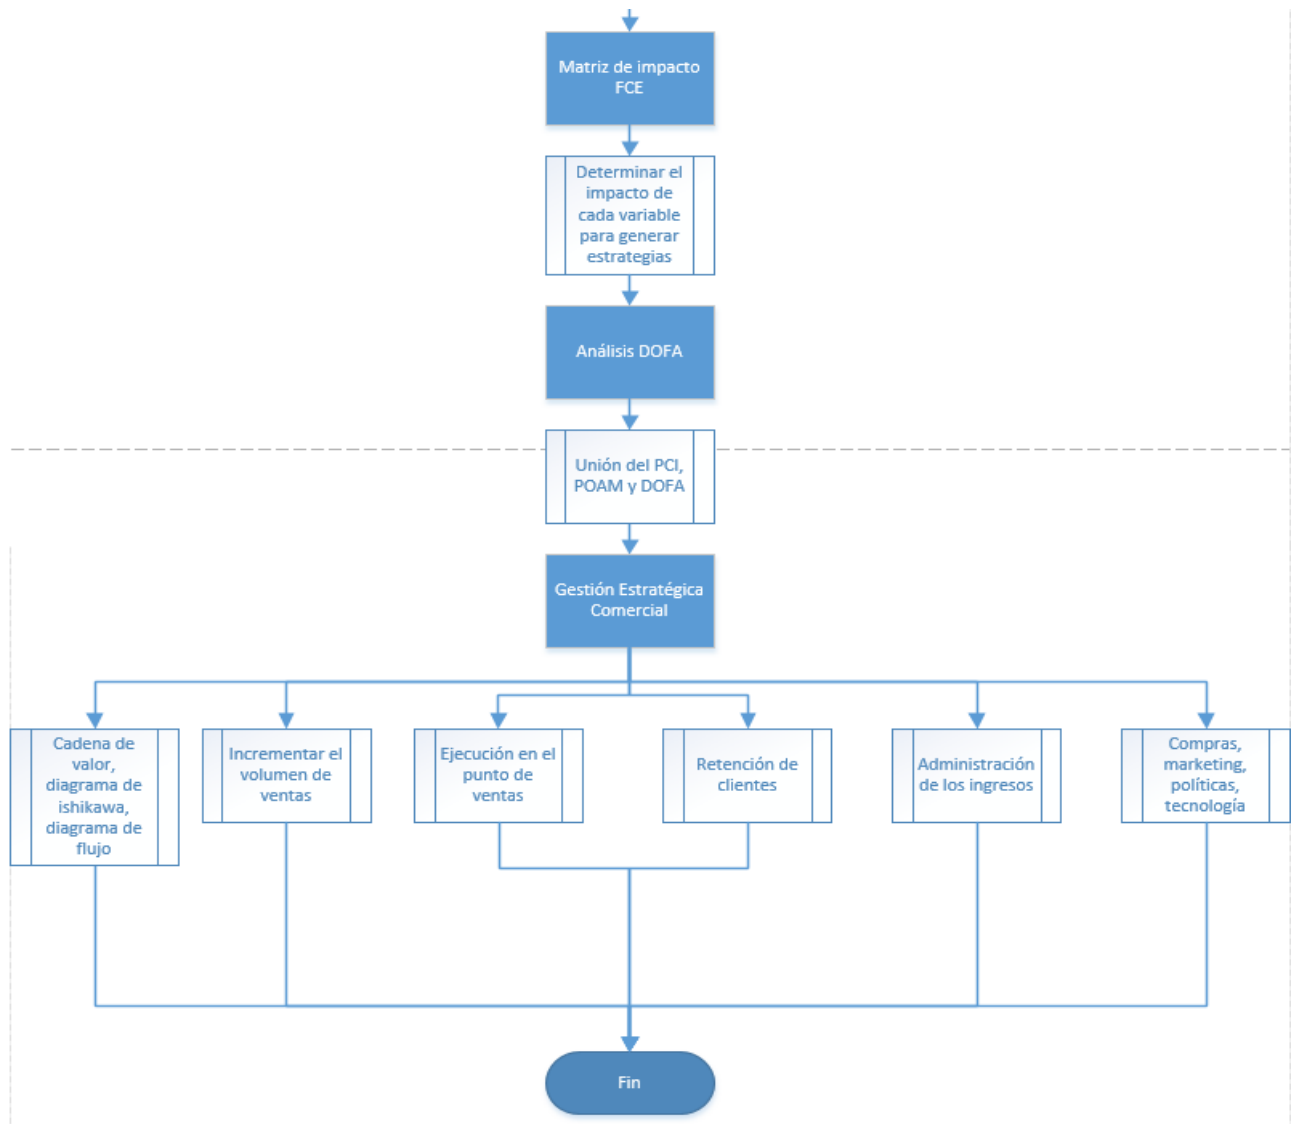 Matriz de impacto
FCE
Determinar el
impacto de
cada variable
para generar
estrategias
Análisis DOFA
Unión del PCI,
POAM y DOFA
Gestión Estratégica
Comercial
Cadena de
valor,
diagrama de
ishikawa,
diagrama de
flujo
Incrementar el
volumen de
ventas
Ejecución en el
punto de
ventas
Retención de
clientes
Administración
de los ingresos
Compras,
marketing,
políticas,
tecnología
Fin